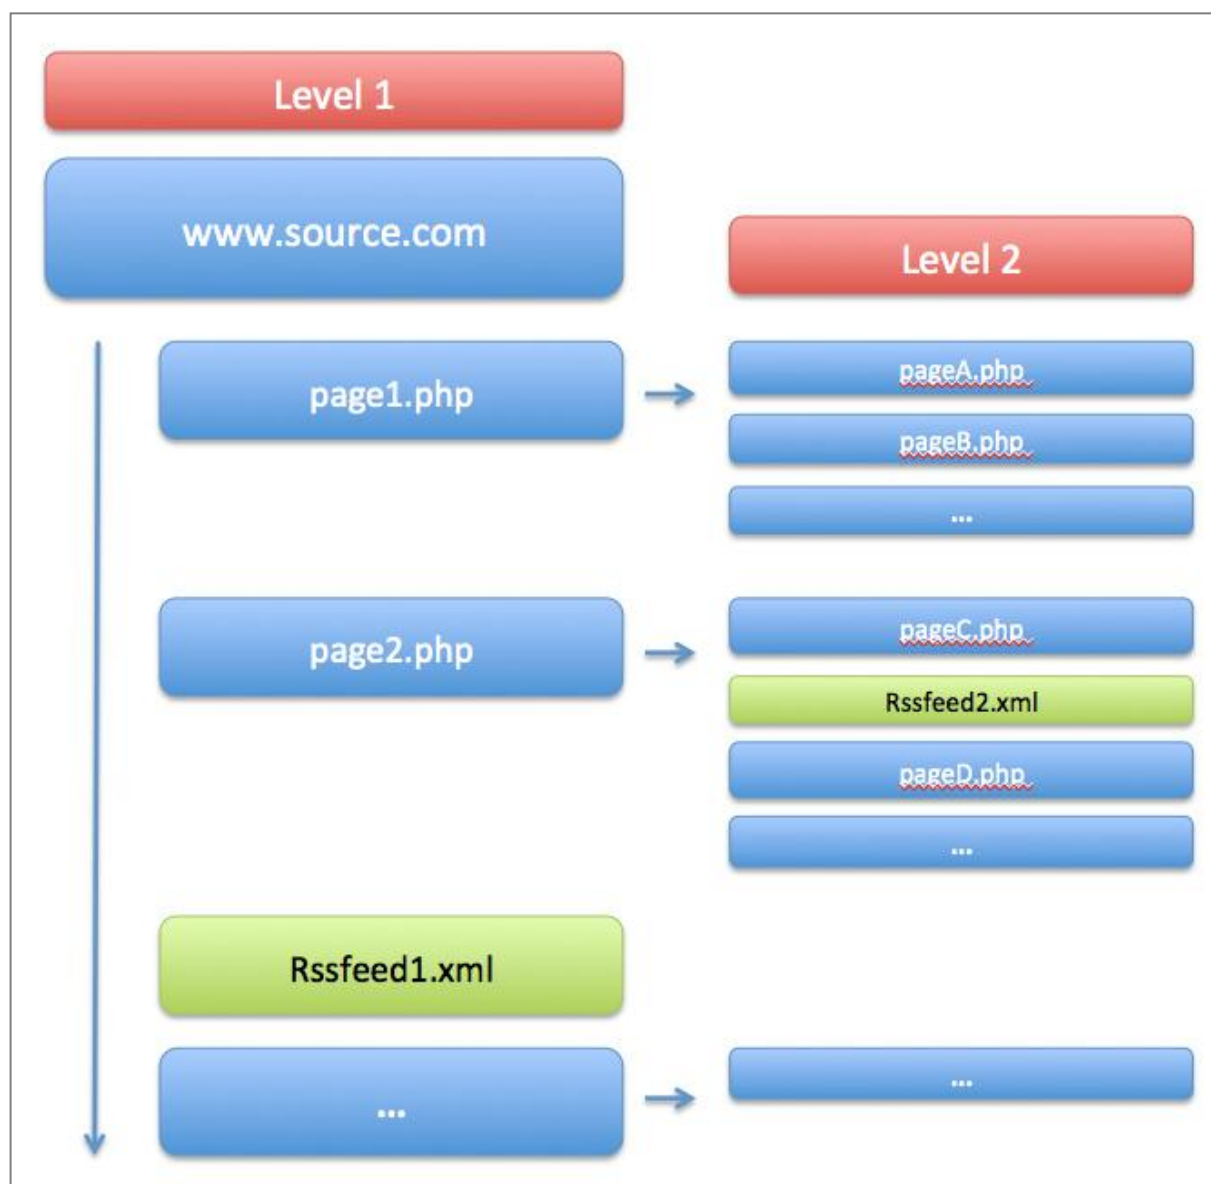 Level 1
www.source.com
Level 2
page1.php
pageA.php
pageB.php
...
page2.php
pageC.php
Rssfeed2.xml
pageD.php
...
Rssfeed1.xml
...
...